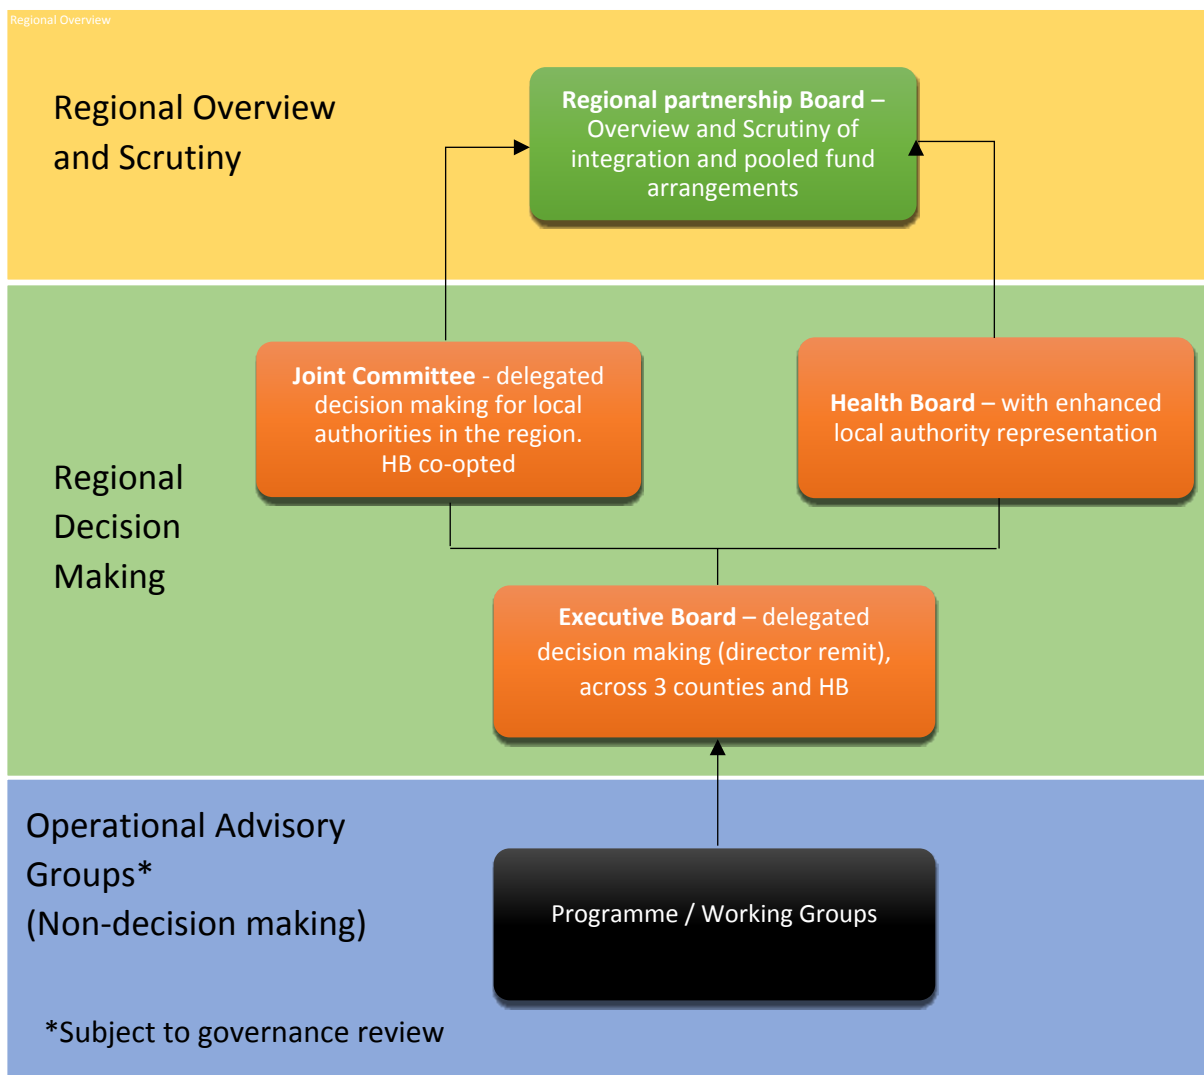 Regional Overview
Regional Overview
and Scrutiny
Regional partnership Board –
Overview and Scrutiny of
integration and pooled fund
arrangements
Joint Committee - delegated
decision making for local
authorities in the region.
HB co-opted
Health Board – with enhanced
local authority representation
Regional
Decision
Making
Executive Board – delegated
decision making (director remit),
across 3 counties and HB
Operational Advisory
Groups*
(Non-decision making)
Programme / Working Groups
*Subject to governance review